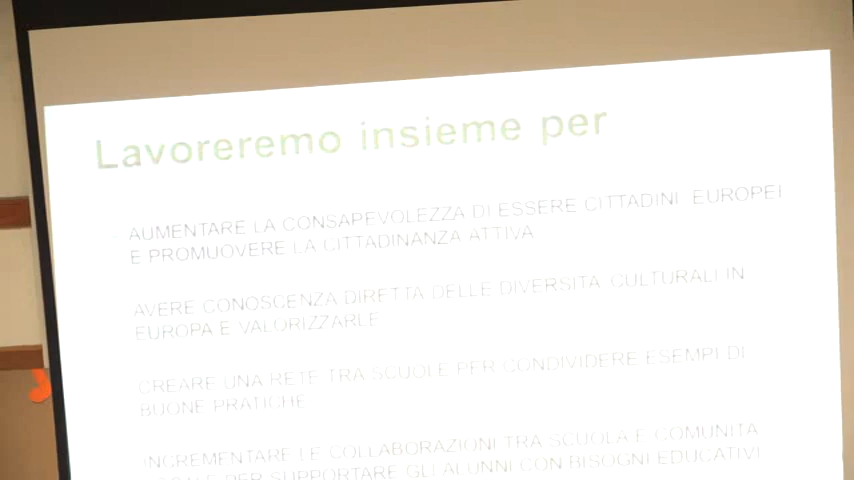 Lavoreremo insieme per
AUMENTARE LA CONSAPEVOLEZZA DI ESSERE CITTADINI EUROPEI
E PROMUOVERE LA CITTADINANZA ATTIVA
AVERE CONOSCENZA DIRETTA DELLE DIVERSITA CULTURALI IN
EUROPA E VALORIZZARLE
CREARE UNA RETE TRA SCUOLE PER CONDIVIDERE ESEMPI DI
BUONE PRATICHE
INCREMENTARE LE COLLABORAZIONI TRA SCUOLA E COMUNITA
LOCALE PER SUPPORTARE GLI ALUNNI CON BISOGNI EDUCATIVI